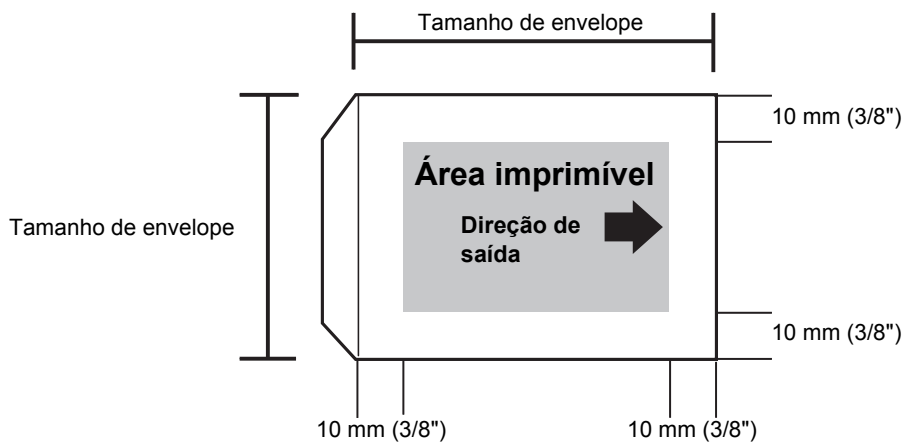 Tamanho de envelope
10 mm (3/8")
Área imprimível
Tamanho de envelope
Direção de
saída
10 mm (3/8")
10 mm (3/8")
10 mm (3/8")